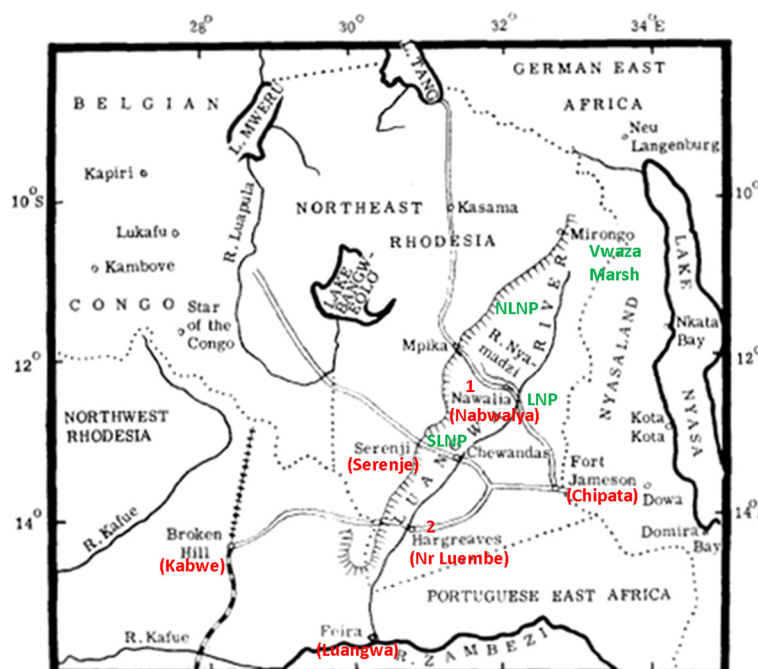 28°
30°
32°
34°E
GERMAN EAST
AFRICA
BELGIAN
L. TANG
L. MWERU
Neu
Langenburg
Kapiri
10°S
10°
R. Luapula
NORTHEAST
Kasama
RHODESIA
Lukafu
Kambove
Mirongo
Vwaza
Marsh
LAKE
BANGW-
EOLO
CONGO
Star
of the
Congo
NLNP
RIVER
NYASALAND
LAKE
NYASA
Nkata
Bay
Mpika
R. Nya-
madzi
12°
12°
1
Nawalia
(Nabwalya)
LNP
NORTHWEST
RHODESIA
Kota
Kota
Serenji
(Serenje)
SLNP
LUANGWA
Chewandas
Fort
Jameson
(Chipata)
Dowa
14°
14°
R. Kafue
Broken
Hill
(Kabwe)
2
Hargreaves
(Nr Luembe)
Domira
Bay
PORTUGUESE EAST AFRICA
R. Kafue
Feira
(Luangwa)
R. ZAMBEZI